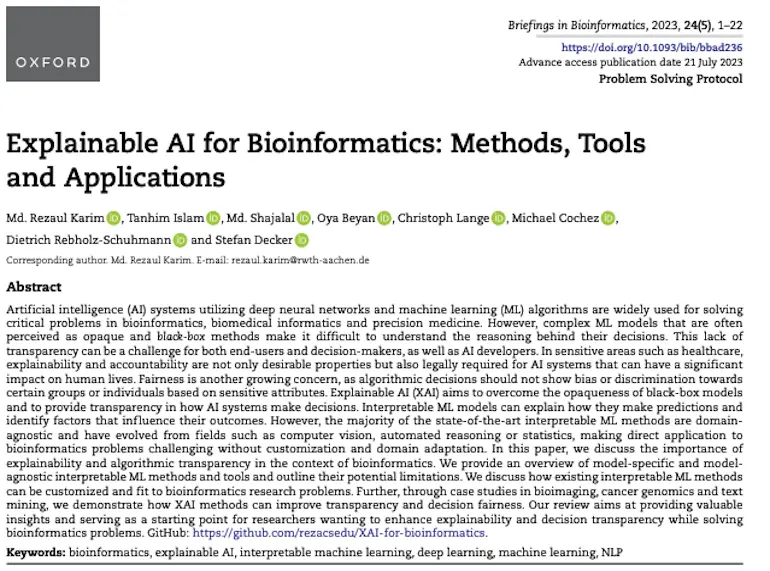 OXFORD
Briefings in Bioinformatics, 2023, 24(5), 1–22
https://doi.org/10.1093/bib/bbad236
Advance access publication date 21 July 2023
Problem Solving Protocol
Explainable AI for Bioinformatics: Methods, Tools
and Applications
Md. Rezaul Karim, Tanhim Islam, Md. Shajalal, Oya Beyan, Christoph Lange, Michael Cochez,
Dietrich Rebholz-Schuhmann and Stefan Decker
Corresponding author. Md. Rezaul Karim. E-mail: rezaul.karim@rwth-aachen.de
Abstract
Artificial intelligence (AI) systems utilizing deep neural networks and machine learning (ML) algorithms are widely used for solving
critical problems in bioinformatics, biomedical informatics and precision medicine. However, complex ML models that are often
perceived as opaque and black-box methods make it difficult to understand the reasoning behind their decisions. This lack of
transparency can be a challenge for both end-users and decision-makers, as well as AI developers. In sensitive areas such as healthcare,
explainability and accountability are not only desirable properties but also legally required for AI systems that can have a significant
impact on human lives. Fairness is another growing concern, as algorithmic decisions should not show bias or discrimination towards
certain groups or individuals based on sensitive attributes. Explainable AI (XAI) aims to overcome the opaqueness of black-box models
and to provide transparency in how AI systems make decisions. Interpretable ML models can explain how they make predictions and
identify factors that influence their outcomes. However, the majority of the state-of-the-art interpretable ML methods are domain-
agnostic and have evolved from fields such as computer vision, automated reasoning or statistics, making direct application to
bioinformatics problems challenging without customization and domain adaptation. In this paper, we discuss the importance of
explainability and algorithmic transparency in the context of bioinformatics. We provide an overview of model-specific and model-
agnostic interpretable ML methods and tools and outline their potential limitations. We discuss how existing interpretable ML methods
can be customized and fit to bioinformatics research problems. Further, through case studies in bioimaging, cancer genomics and text
mining, we demonstrate how XAI methods can improve transparency and decision fairness. Our review aims at providing valuable
insights and serving as a starting point for researchers wanting to enhance explainability and decision transparency while solving
bioinformatics problems. GitHub: https://github.com/rezacsedu/XAI-for-bioinformatics.
Keywords: bioinformatics, explainable AI, interpretable machine learning, deep learning, machine learning, NLP